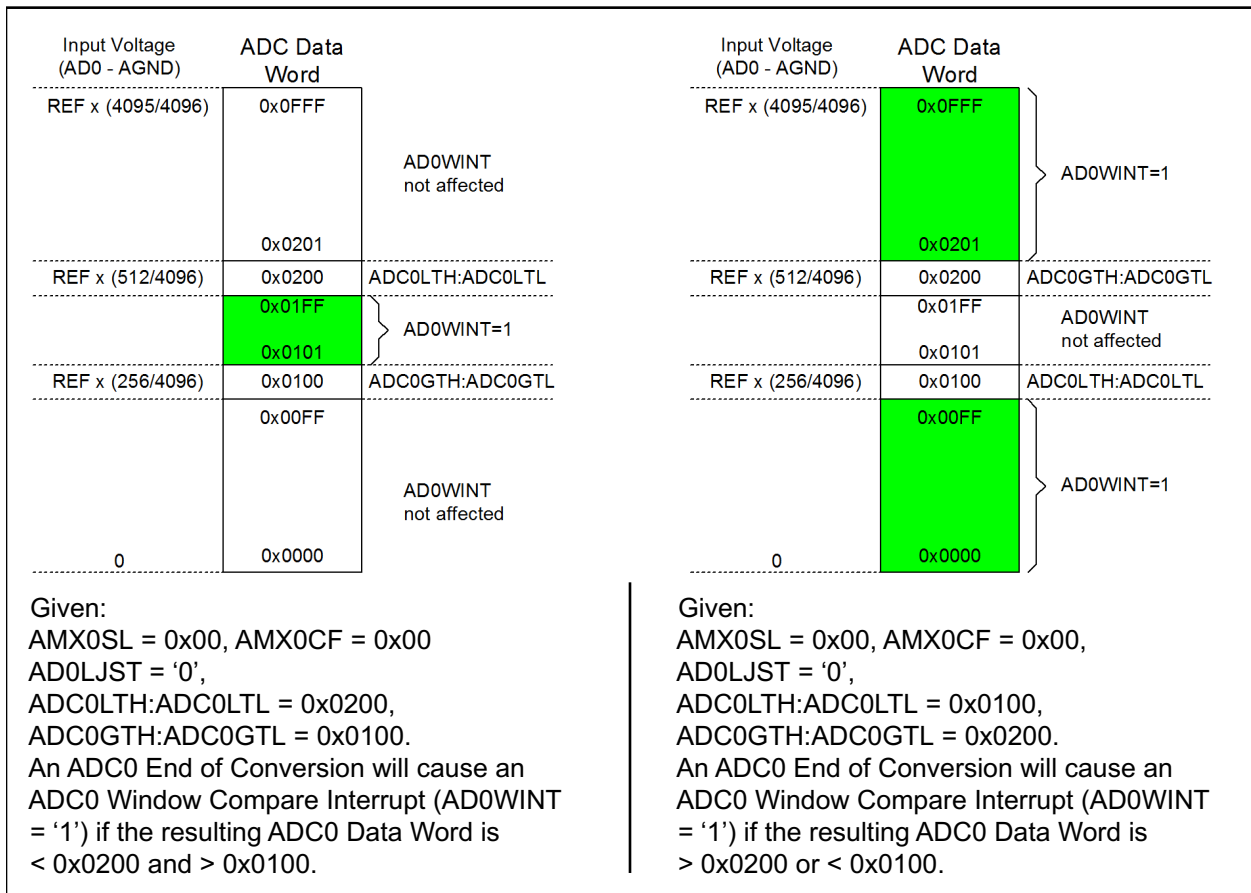 Input Voltage
(AD0 - AGND)
ADC Data
Word
REF x (4095/4096)
0x0FFF
AD0WINT
not affected
0x0201
REF x (512/4096)
0x0200
ADC0LTH:ADC0LTL
0x01FF
AD0WINT=1
0x0101
REF x (256/4096)
0x0100
ADC0GTH:ADC0GTL
0x00FF
AD0WINT
not affected
0
0x0000
Given:
AMX0SL = 0x00, AMX0CF = 0x00
AD0LJST = ‘0’,
ADC0LTH:ADC0LTL = 0x0200,
ADC0GTH:ADC0GTL = 0x0100.
An ADC0 End of Conversion will cause an
ADC0 Window Compare Interrupt (AD0WINT
= ‘1’) if the resulting ADC0 Data Word is
< 0x0200 and > 0x0100.
Input Voltage
(AD0 - AGND)
ADC Data
Word
REF x (4095/4096)
0x0FFF
AD0WINT=1
0x0201
REF x (512/4096)
0x0200
ADC0GTH:ADC0GTL
0x01FF
AD0WINT
not affected
0x0101
REF x (256/4096)
0x0100
ADC0LTH:ADC0LTL
0x00FF
AD0WINT=1
0
0x0000
Given:
AMX0SL = 0x00, AMX0CF = 0x00,
AD0LJST = ‘0’,
ADC0LTH:ADC0LTL = 0x0100,
ADC0GTH:ADC0GTL = 0x0200.
An ADC0 End of Conversion will cause an
ADC0 Window Compare Interrupt (AD0WINT
= ‘1’) if the resulting ADC0 Data Word is
> 0x0200 or < 0x0100.